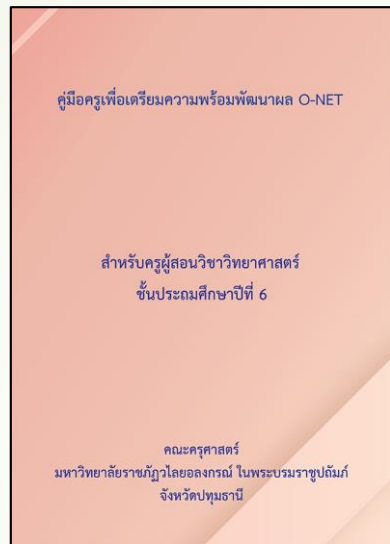 คู่มือครูเพื่อเตรียมความพร้อมพัฒนาผล O-NET
สำหรับครูผู้สอนวิชาวิทยาศาสตร์
ชั้นประถมศึกษาปีที่ 6
คณะครุศาสตร์
มหาวิทยาลัยราชภัฏวไลยอลงกรณ์ ในพระบรมราชูปถัมภ์
จังหวัดปทุมธานี